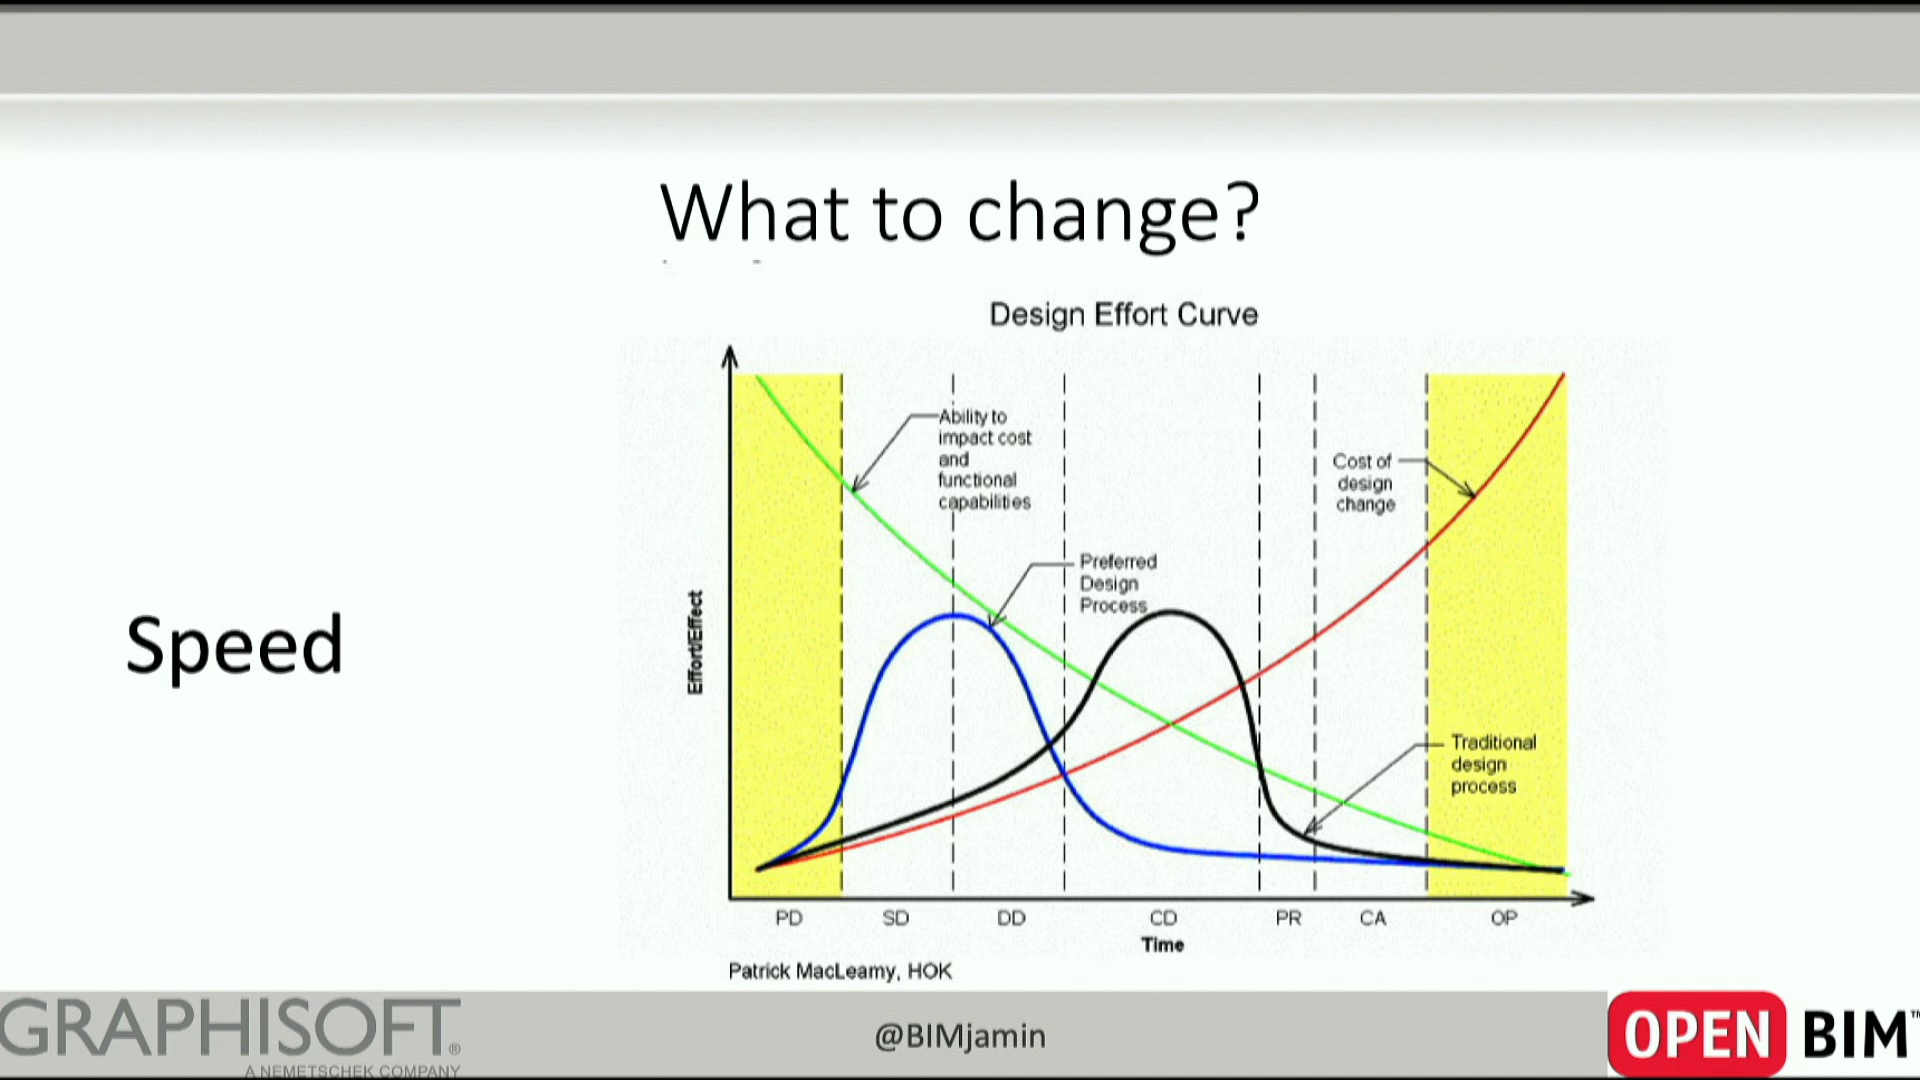 What to change?
Design Effort Curve
Ability to
impact cost
and
functional
capabilities
Cost of
design
change
Preferred
Design
Process
Effort/Effect
Speed
Traditional
design
process
PD SD DD CD PR CA OP
Time
Patrick MacLeamy, HOK
GRAPHISOFT®
A NEMETSCHEK COMPANY
@BIMjamin
OPEN BIM™